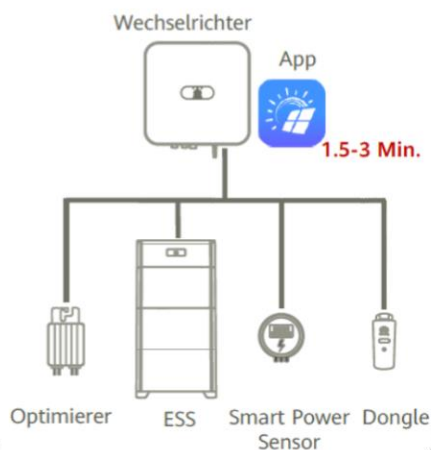 Wechselrichter
App
1.5-3 Min.
Optimierer
ESS
Smart Power
Sensor
Dongle